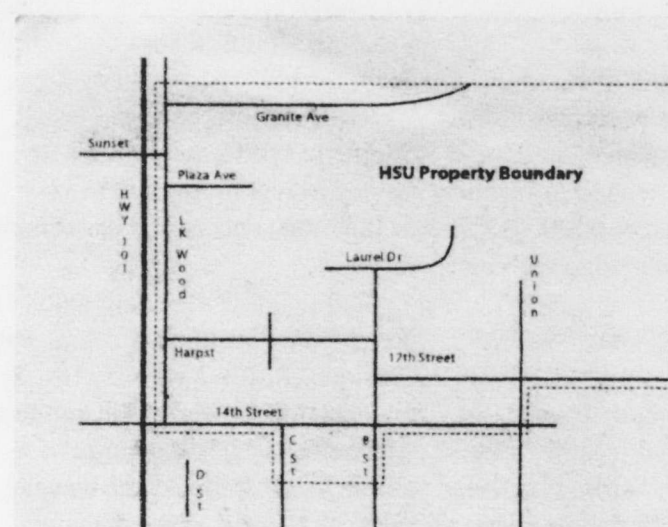 Granite Ave
Sunset
Plaza Ave
HSU Property Boundary
HWY 101
LK Wood
Laurel Dr
Union
Harpst
17th Street
14th Street
C St
B St
D St